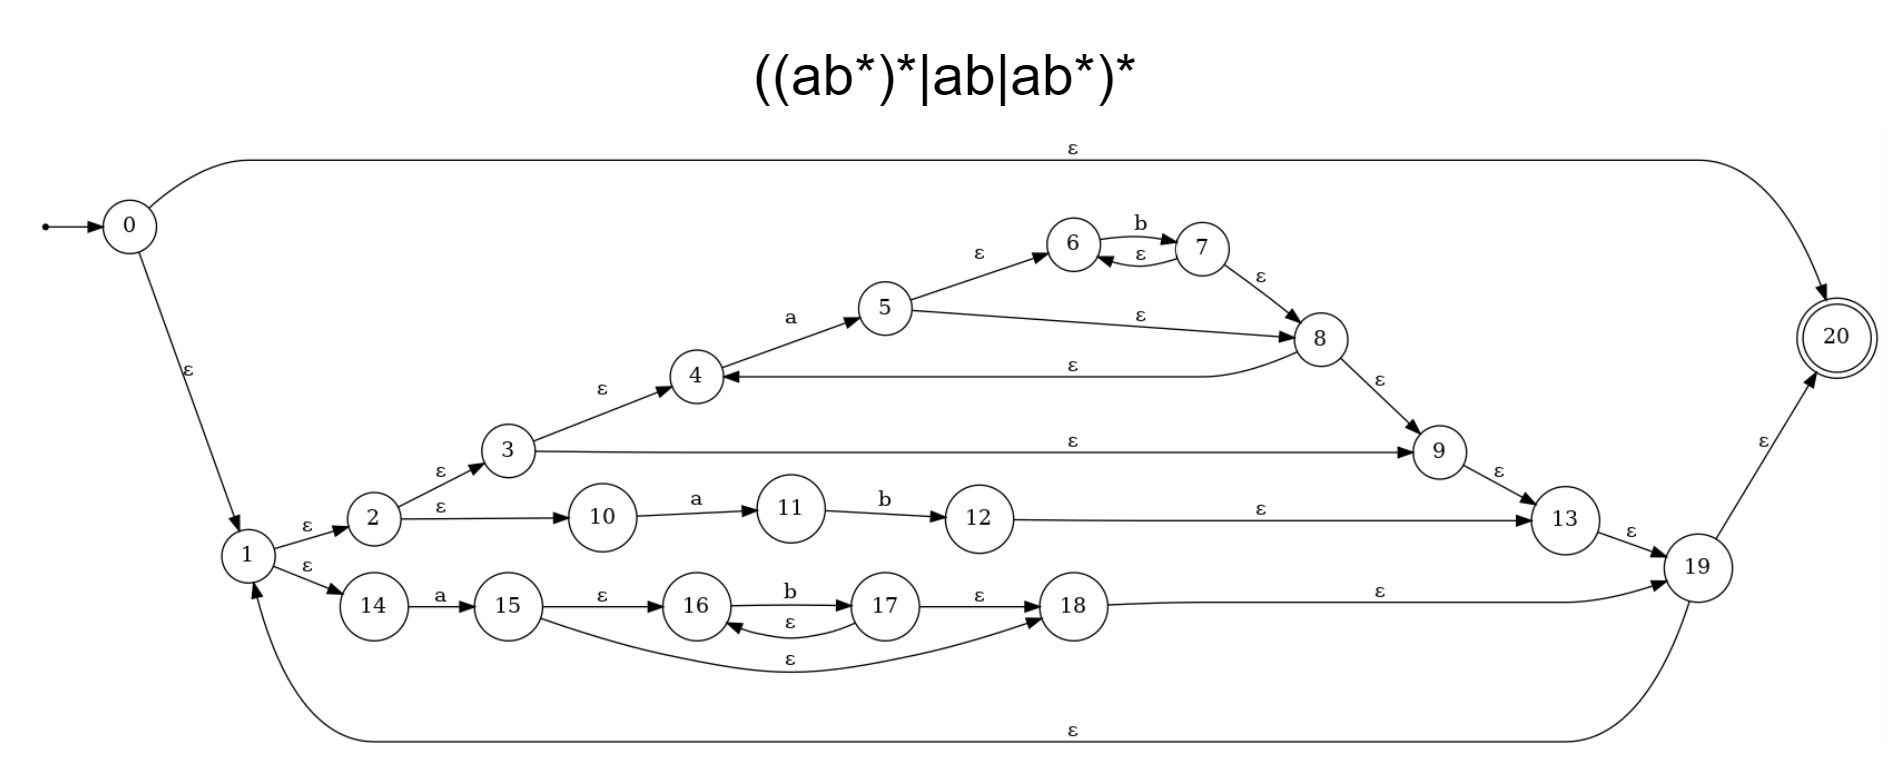 ((ab*)*|ab|ab*)*
ε
0
b
6 7
ε ε ε
5 ε 8 20
a
ε 4 ε ε
ε
3 ε 9 ε
ε ε
2 ε 10 a 11 b 12 ε 13
ε ε
1 19
ε
14 a 15 ε 16 b 17 ε 18 ε
ε
ε
ε